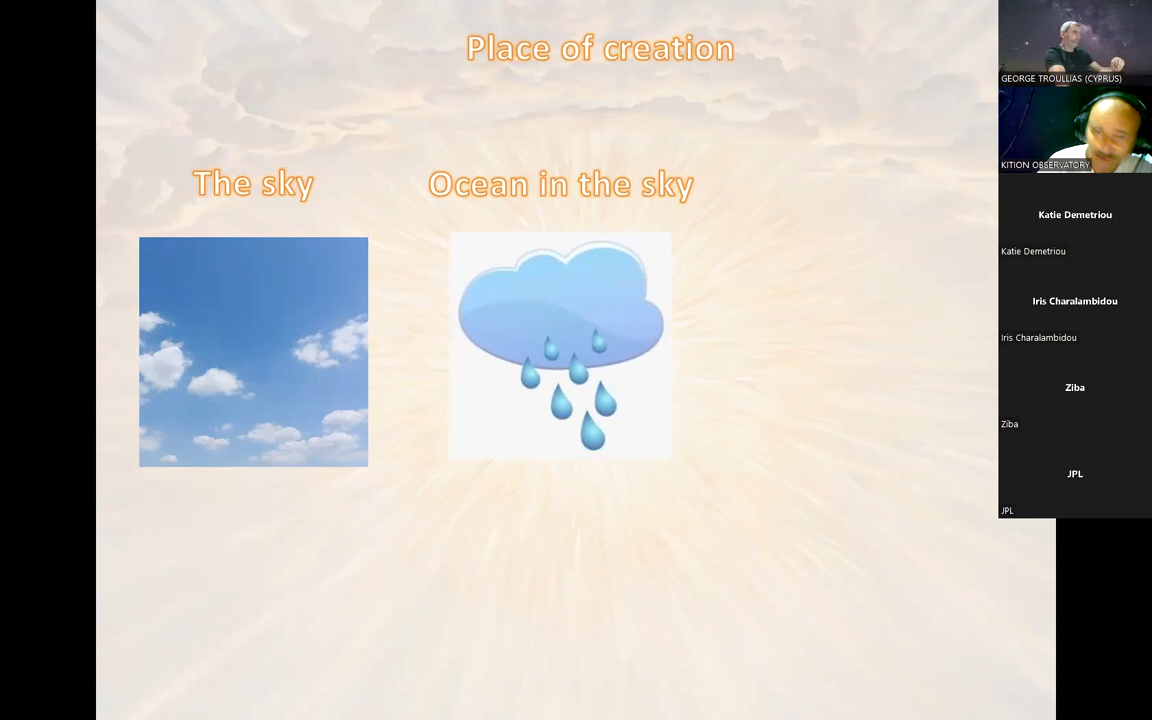 Place of creation
The sky
Ocean in the sky
GEORGE TROULLIAS (CYPRUS)
KITION OBSERVATORY
Katie Demetriou
Katie Demetriou
Iris Charalambidou
Iris Charalambidou
Ziba
Ziba
JPL
JPL